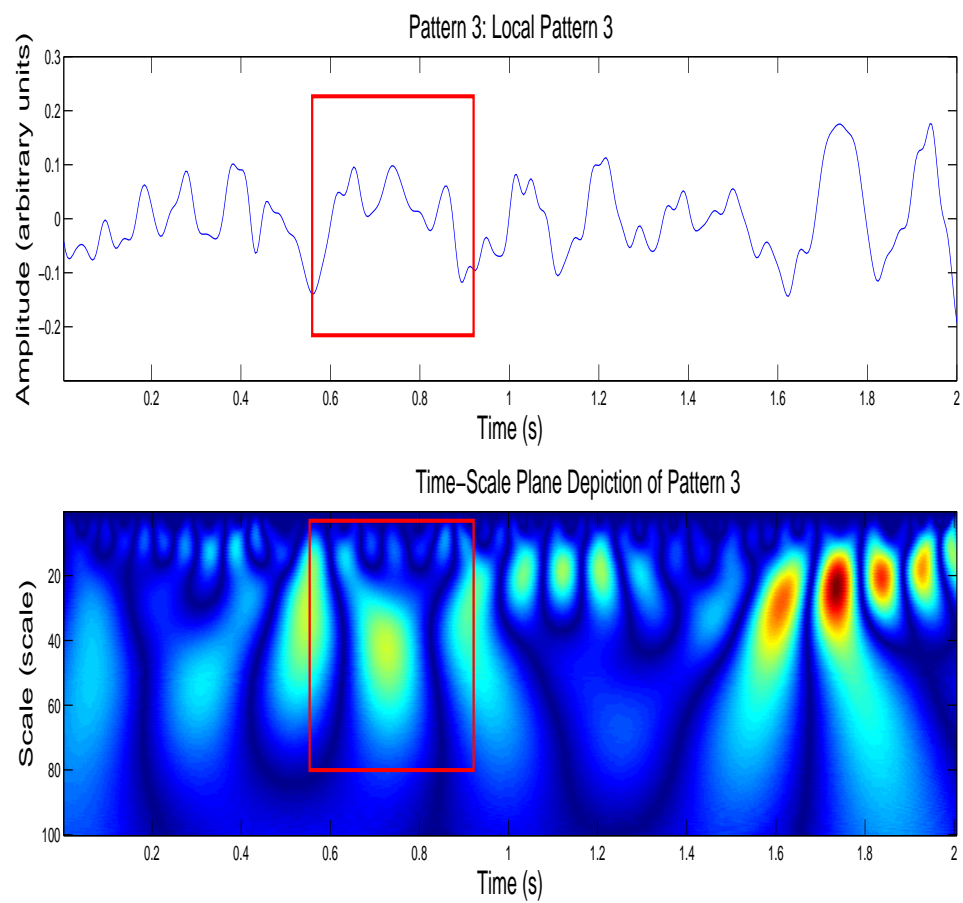 Pattern 3: Local Pattern 3
Amplitude (arbitrary units)
0.3
0.2
0.1
0
−0.1
−0.2
0.2 0.4 0.6 0.8 1 1.2 1.4 1.6 1.8 2
Time (s)
Time−Scale Plane Depiction of Pattern 3
Scale (scale)
20
40
60
80
100
0.2 0.4 0.6 0.8 1 1.2 1.4 1.6 1.8 2
Time (s)